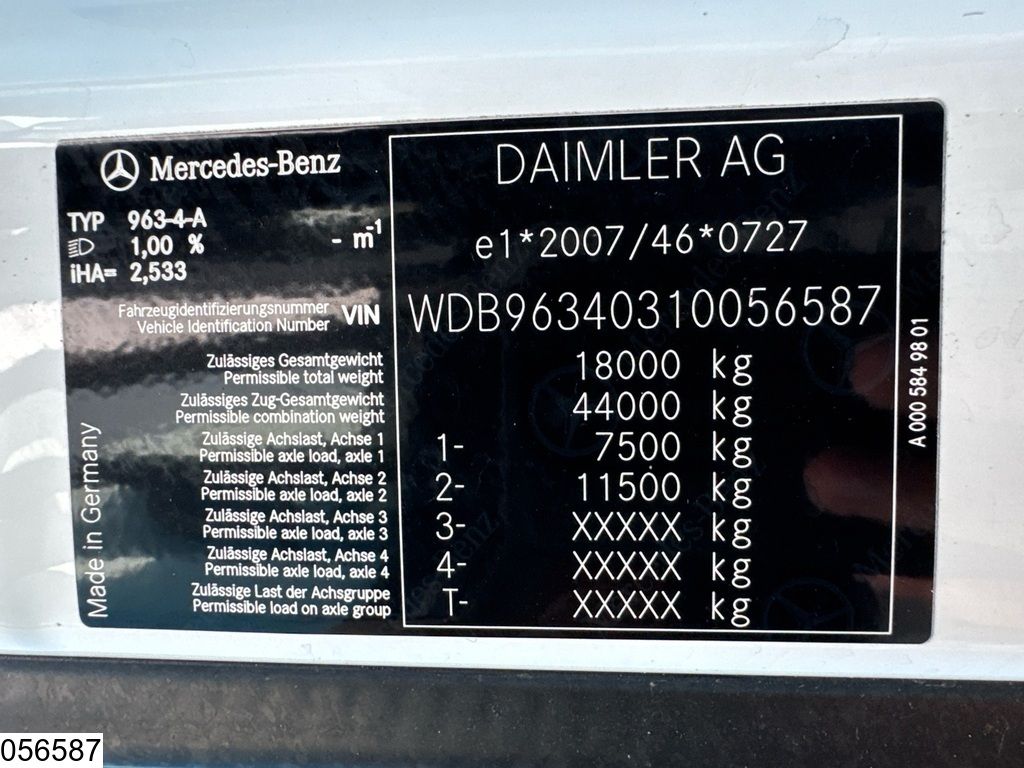 Mercedes-Benz
TYP 963-4-A
1,00 % - m-1
iHA= 2,533
DAIMLER AG
e1*2007/46*0727
Fahrzeugidentifizierungsnummer
Vehicle Identification Number VIN WDB96340310056587
Zulässiges Gesamtgewicht
Permissible total weight 18000 kg
Zulässiges Zug-Gesamtgewicht
Permissible combination weight 44000 kg
Zulässige Achslast, Achse 1
Permissible axle load, axle 1 1- 7500 kg
Zulässige Achslast, Achse 2
Permissible axle load, axle 2 2- 11500 kg
Zulässige Achslast, Achse 3
Permissible axle load, axle 3 3- XXXXX kg
Zulässige Achslast, Achse 4
Permissible axle load, axle 4 4- XXXXX kg
Zulässige Last der Achsgruppe
Permissible load on axle group T- XXXXX kg
Made in Germany
A 000 584 98 01
056587